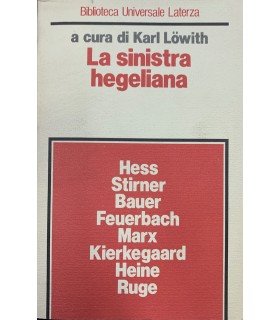 Biblioteca Universale Laterza
a cura di Karl Löwith
La sinistra
hegeliana
Hess
Stirner
Bauer
Feuerbach
Marx
Kierkegaard
Heine
Ruge